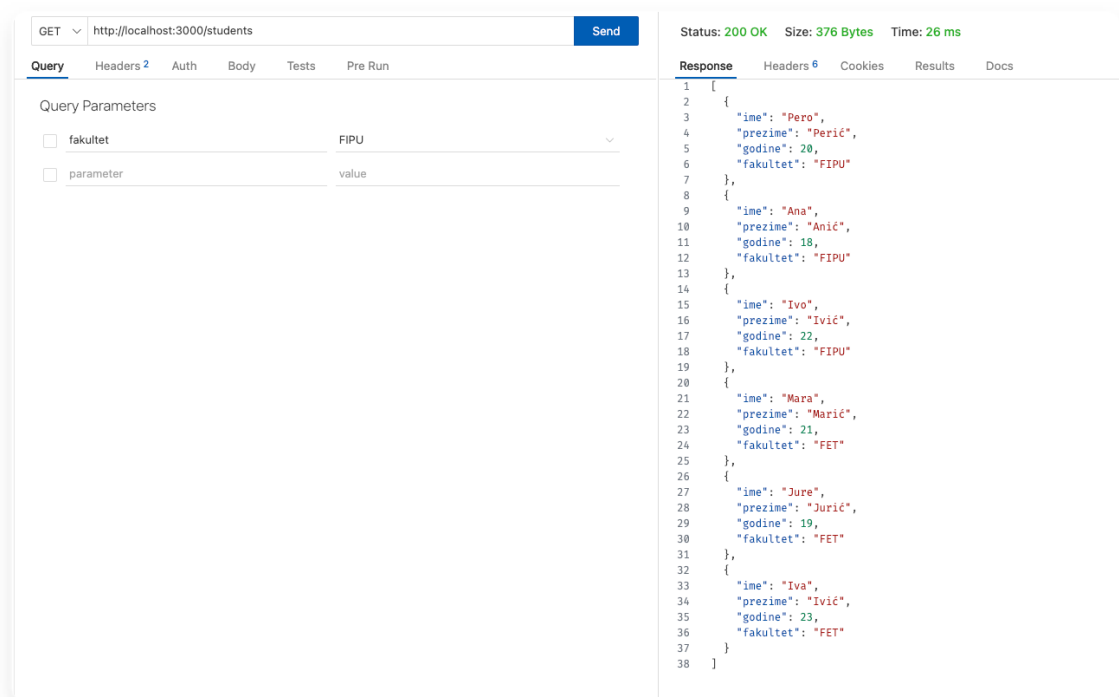 GET http://localhost:3000/students Send
Query Headers 2 Auth Body Tests Pre Run
Query Parameters
fakultet FIPU
parameter value
Status: 200 OK Size: 376 Bytes Time: 26 ms
Response Headers 6 Cookies Results Docs
1 [
2 {
3 "ime": "Pero",
4 "prezime": "Perić",
5 "godine": 20,
6 "fakultet": "FIPU"
7 },
8 {
9 "ime": "Ana",
10 "prezime": "Anić",
11 "godine": 18,
12 "fakultet": "FIPU"
13 },
14 {
15 "ime": "Ivo",
16 "prezime": "Ivić",
17 "godine": 22,
18 "fakultet": "FIPU"
19 },
20 {
21 "ime": "Mara",
22 "prezime": "Marić",
23 "godine": 21,
24 "fakultet": "FET"
25 },
26 {
27 "ime": "Jure",
28 "prezime": "Jurić",
29 "godine": 19,
30 "fakultet": "FET"
31 },
32 {
33 "ime": "Iva",
34 "prezime": "Ivić",
35 "godine": 23,
36 "fakultet": "FET"
37 }
38 ]